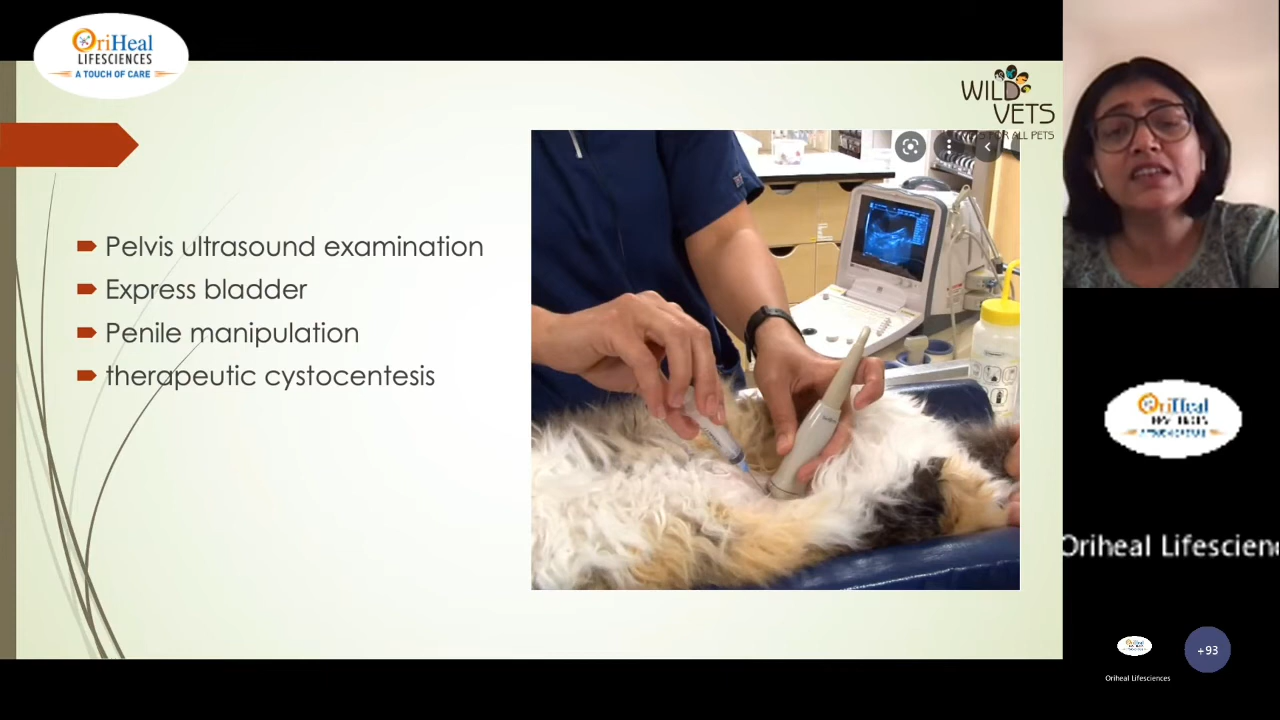 OriHeal
LIFESCIENCES
A TOUCH OF CARE
WILD
VETS
FOR ALL PETS
Pelvis ultrasound examination
Express bladder
Penile manipulation
therapeutic cystocentesis
OriHeal
Oriheal Lifescien
+93
Oriheal Lifesciences